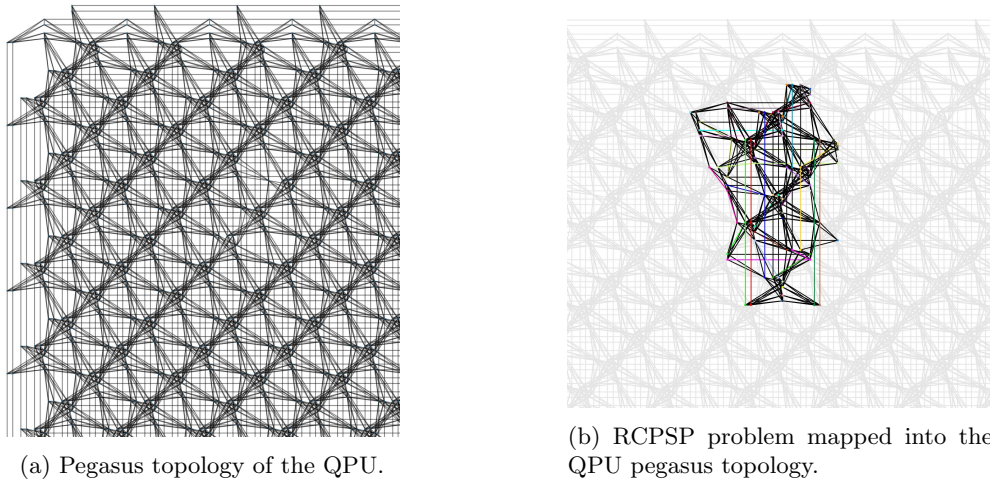 (a) Pegasus topology of the QPU.
(b) RCPSP problem mapped into the
QPU pegasus topology.